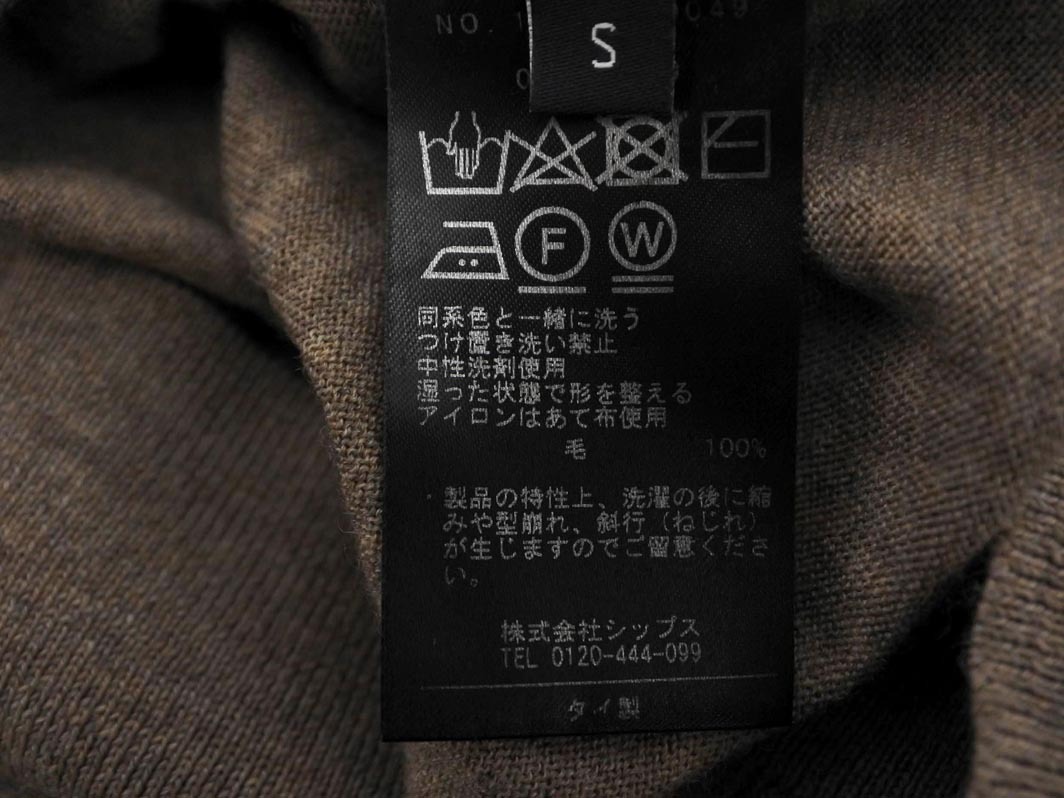 NO.
S
F W
同系色と一緒に洗う
つけ置き洗い禁止
中性洗剤使用
湿った状態で形を整える
アイロンはあて布使用
毛 100%
・製品の特性上、洗濯の後に縮
みや型崩れ、斜行（ねじれ）
が生じますのでご留意くださ
い。
株式会社シップス
TEL 0120-444-099
タイ製